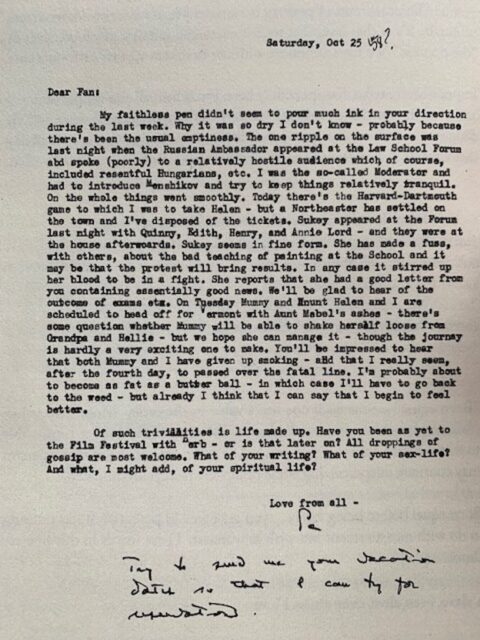 Saturday, Oct 25 '58?
Dear Fan:
My faithless pen didn't seem to pour much ink in your direction
during the last week. Why it was so dry I don't know - probably because
there's been the usual emptiness. The one ripple on the surface was
last night when the Russian Ambassador appeared at the Law School Forum
abd spoke (poorly) to a relatively hostile audience which, of course,
included resentful Hungarians, etc. I was the so-called Moderator and
had to introduce Menshikov and try to keep things relatively tranquil.
On the whole things went smoothly. Today there's the Harvard-Dartmouth
game to which I was to take Helen - but a Northeaster has settled on
the town and I've disposed of the tickets. Sukey appeared at the Forum
last night with Quincy, Edith, Henry, and Annie Lord - and they were at
the house afterwoards. Sukey seems in fine form. She has made a fuss,
with others, about the bad teaching of painting at the School and it
may be that the protest will bring results. In any case it stirred up
her blood to be in a fight. She reports that she had a good letter from
you containing essentially good news. We'll be glad to hear of the
outcome of exams etc. On Tuesday Mummy and Aount Helen and I are
scheduled to head off for Vermont with Aunt Mabel's ashes - there's
some question whether Mummy will be able to shake herself loose from
Grandpa and Hellie - but we hope she can manage it - though the journey
is hardly a very exciting one to make. You'll be impressed to hear
that both Mummy and I have given up smoking - and that I really seem,
after the fourth day, to passed over the fatal line. I'm probably about
to become as fat as a butter ball - in which case I'll have to go back
to the weed - but already I think that I can say that I begin to feel
better.
Of such trivialities is life made up. Have you been as yet to
the Film Festival with Herb - or is that later on? All droppings of
gossip are most welcome. What of your writing? What of your sex-life?
And what, I might add, of your spiritual life?
Love from all -
Pa
Try to send me your vacation
dates so that I can try for
reservations.